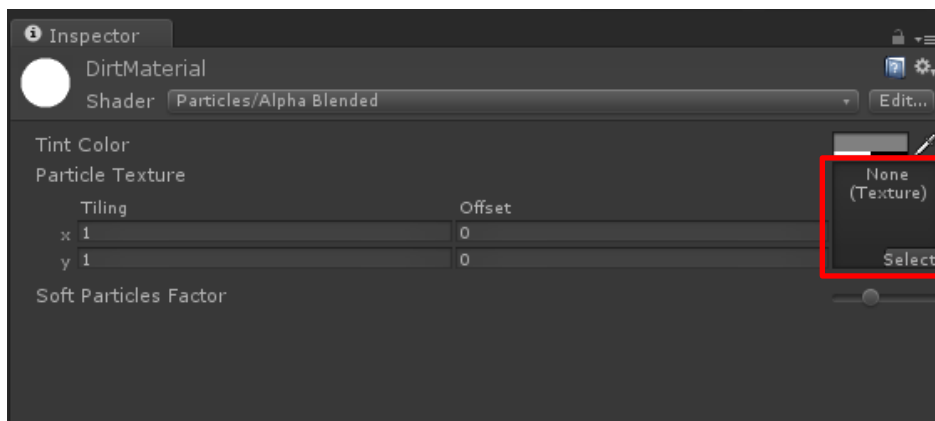 Inspector
DirtMaterial
Shader Particles/Alpha Blended Edit...
Tint Color
Particle Texture None
(Texture)
Tiling Offset
x 1 0
y 1 0
Select
Soft Particles Factor